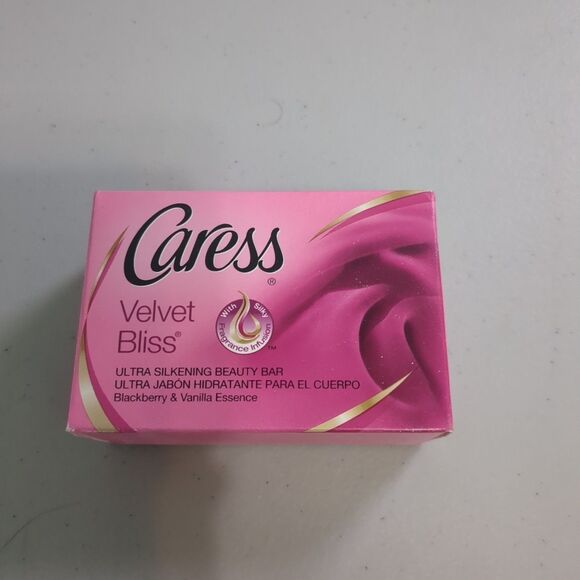 Caress®
Velvet
Bliss®
With Silky
Fragrance Infusion™
ULTRA SILKENING BEAUTY BAR
ULTRA JABÓN HIDRATANTE PARA EL CUERPO
Blackberry & Vanilla Essence